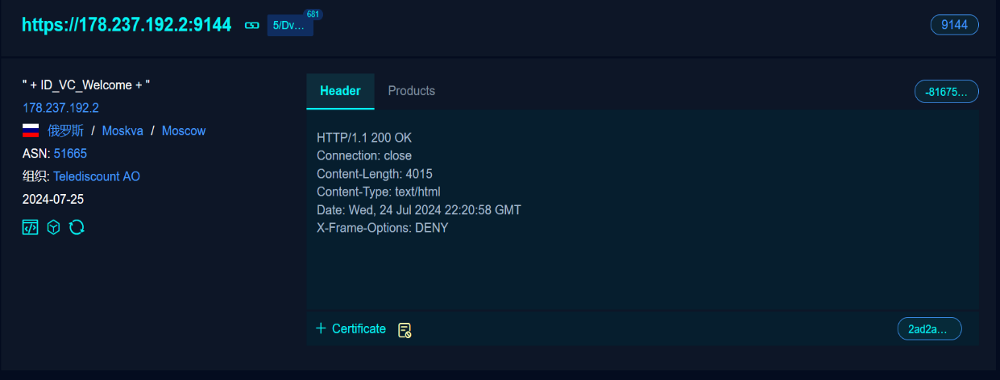 https://178.237.192.2:9144 5/Dv... 681 9144
" + ID_VC_Welcome + "
178.237.192.2
俄罗斯 / Moskva / Moscow
ASN: 51665
组织: Telediscount AO
2024-07-25
Header Products -81675...
HTTP/1.1 200 OK
Connection: close
Content-Length: 4015
Content-Type: text/html
Date: Wed, 24 Jul 2024 22:20:58 GMT
X-Frame-Options: DENY
+ Certificate 2ad2a...